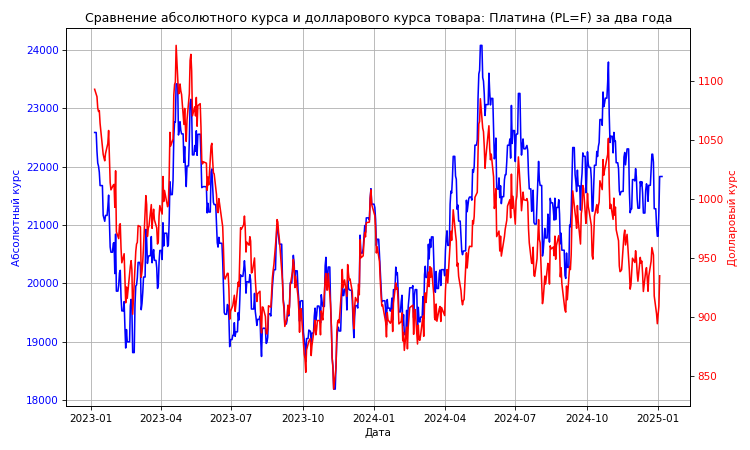 Сравнение абсолютного курса и долларового курса товара: Платина (PL=F) за два года
24000
23000
22000
21000
20000
19000
18000
Абсолютный курс
1100
1050
1000
950
900
850
Долларовый курс
2023-01 2023-04 2023-07 2023-10 2024-01 2024-04 2024-07 2024-10 2025-01
Дата